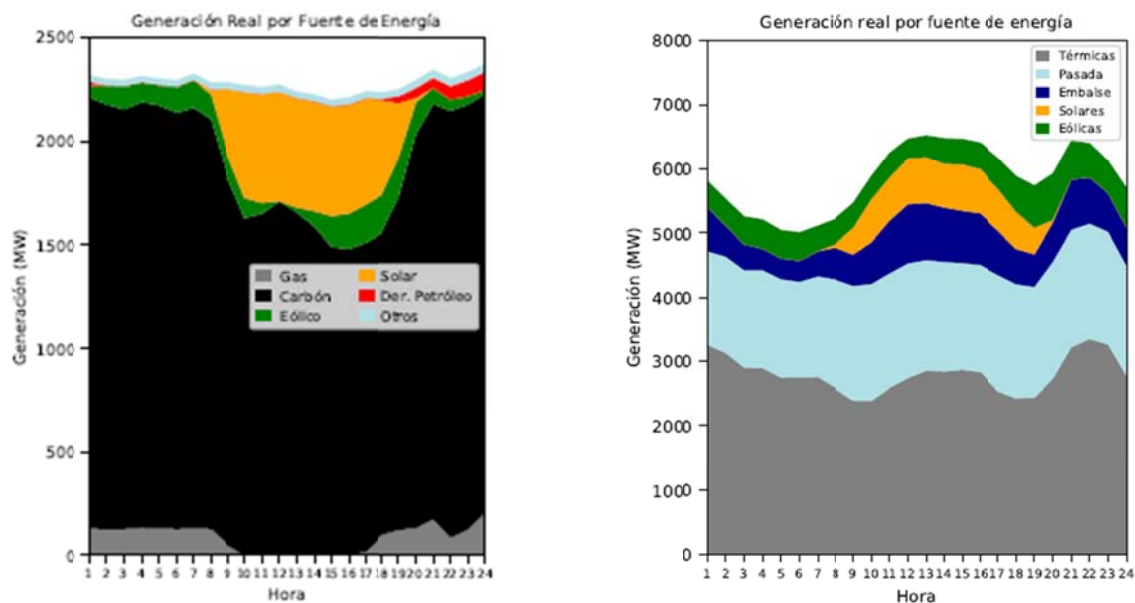 Generación Real por Fuente de Energía
2500
2000
1500
1000
500
0
Generación (MW)
Gas
Carbón
Eólico
Solar
Der. Petróleo
Otros
1 2 3 4 5 6 7 8 9 10 11 12 13 14 15 16 17 18 19 20 21 22 23 24
Hora
Generación real por fuente de energía
8000
7000
6000
5000
4000
3000
2000
1000
0
Generación (MW)
Térmicas
Pasada
Embalse
Solares
Eólicas
1 2 3 4 5 6 7 8 9 10 11 12 13 14 15 16 17 18 19 20 21 22 23 24
Hora